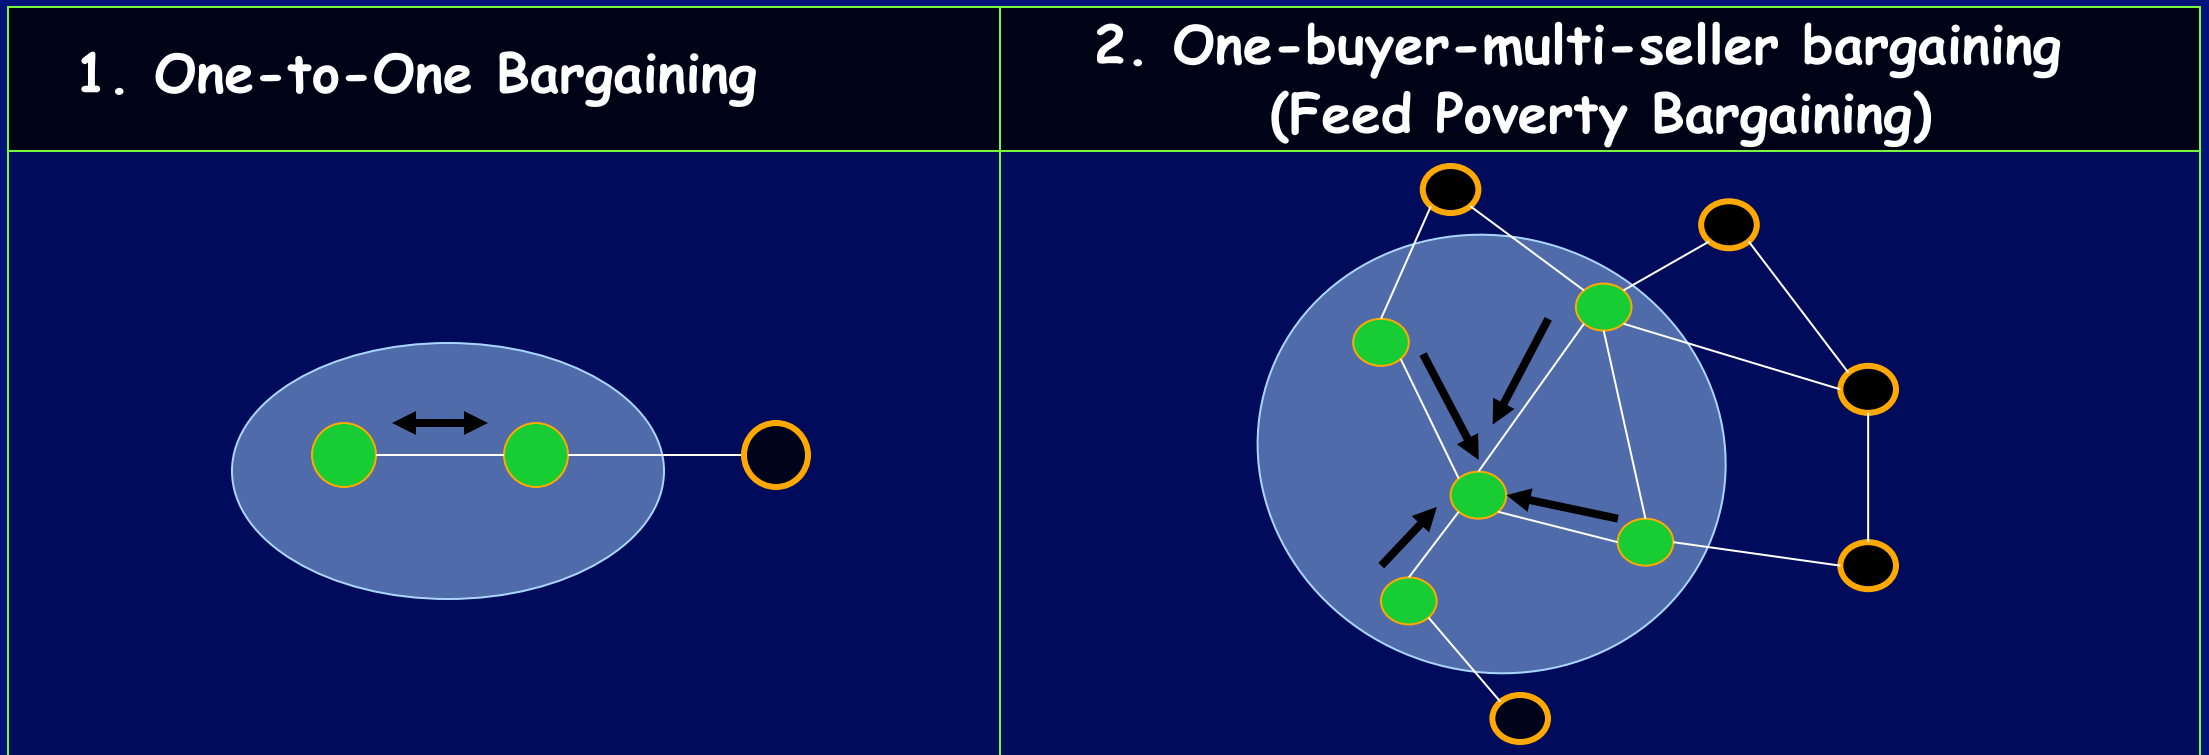 1. One-to-One Bargaining
2. One-buyer-multi-seller bargaining
(Feed Poverty Bargaining)